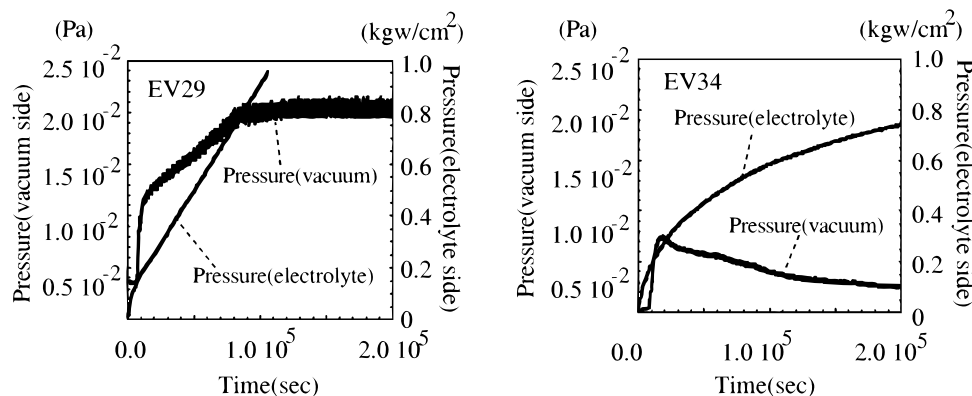 (Pa)
(kgw/cm2)
2.5 10-2
2.0 10-2
1.5 10-2
1.0 10-2
0.5 10-2
Pressure(vacuum side)
EV29
Pressure(vacuum)
Pressure(electrolyte)
1.0
0.8
0.6
0.4
0.2
0
Pressure(electrolyte side)
0.0
1.0 105
2.0 105
Time(sec)
(Pa)
(kgw/cm2)
2.5 10-2
2.0 10-2
1.5 10-2
1.0 10-2
0.5 10-2
Pressure(vacuum side)
EV34
Pressure(electrolyte)
Pressure(vacuum)
1.0
0.8
0.6
0.4
0.2
0
Pressure(electrolyte side)
0.0
1.0 105
2.0 105
Time(sec)